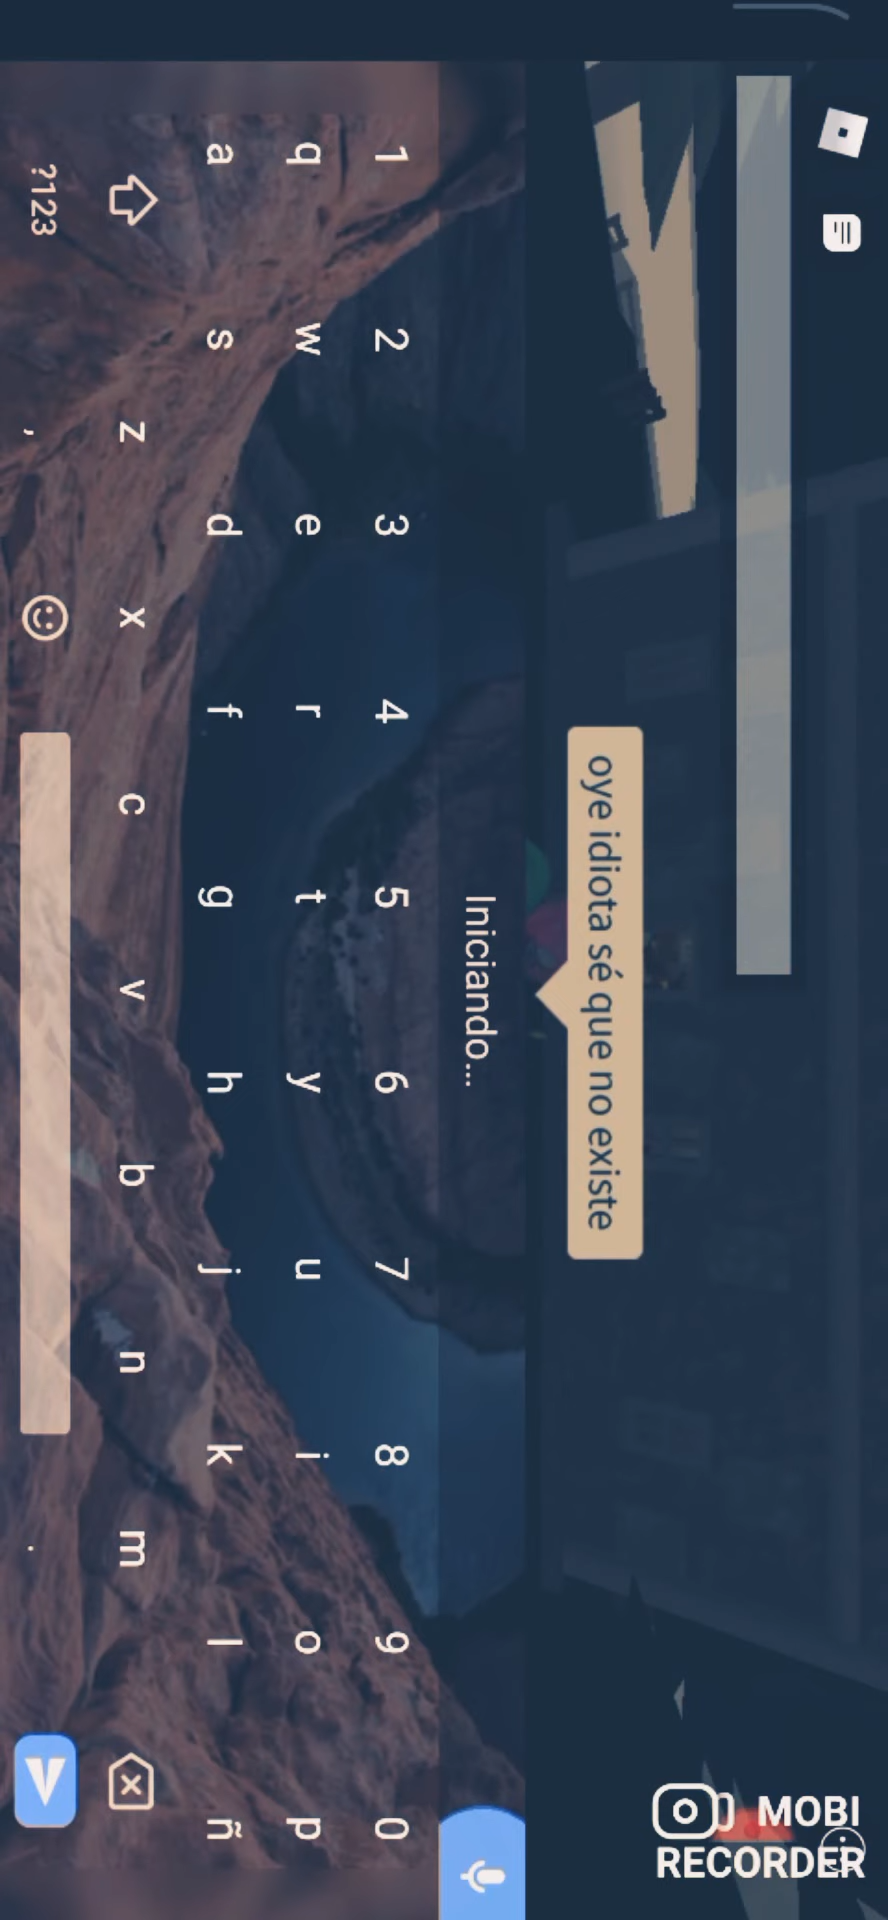 oye idiota sé que no existe
Iniciando...
1 2 3 4 5 6 7 8 9 0
q w e r t y u i o p
a s d f g h j k l ñ
z x c v b n m
?123 , .
MOBI
RECORDER